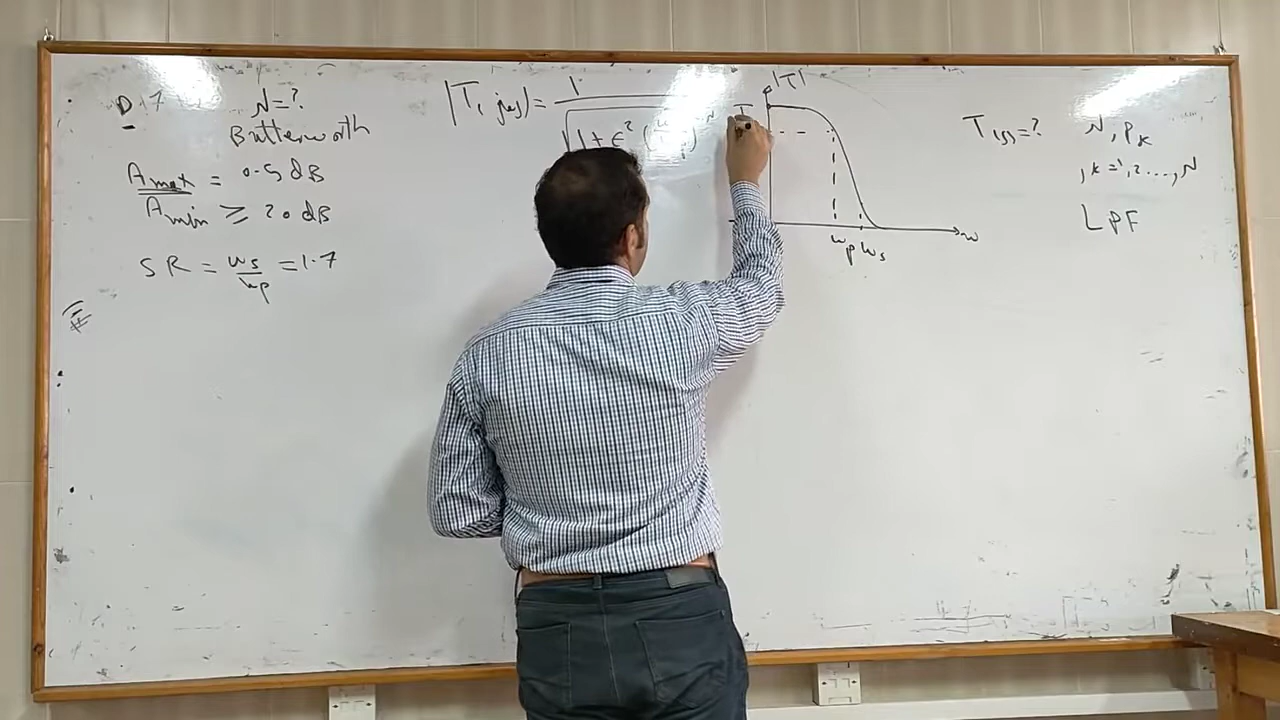 D.7 N=?
Butterworth
Amax = 0.5 dB
Amin ≥ 20 dB
SR = ωs/ωp = 1.7
|T(jω)| = 1
√1+ϵ² (
|T|
ωp ωs
ω
T(s)=? N, Pk
, k=1,2...,N
LPF